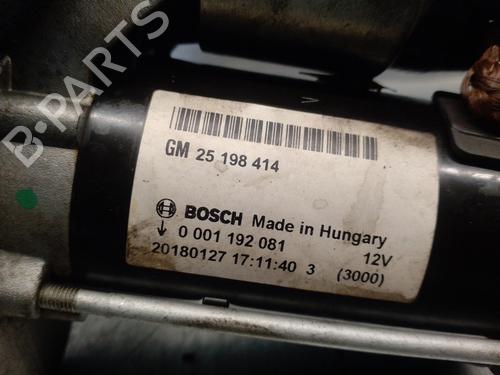 GM 25 198 414
BOSCH Made in Hungary
0 001 192 081 12V
20180127 17:11:40 3 (3000)
B-PARTS